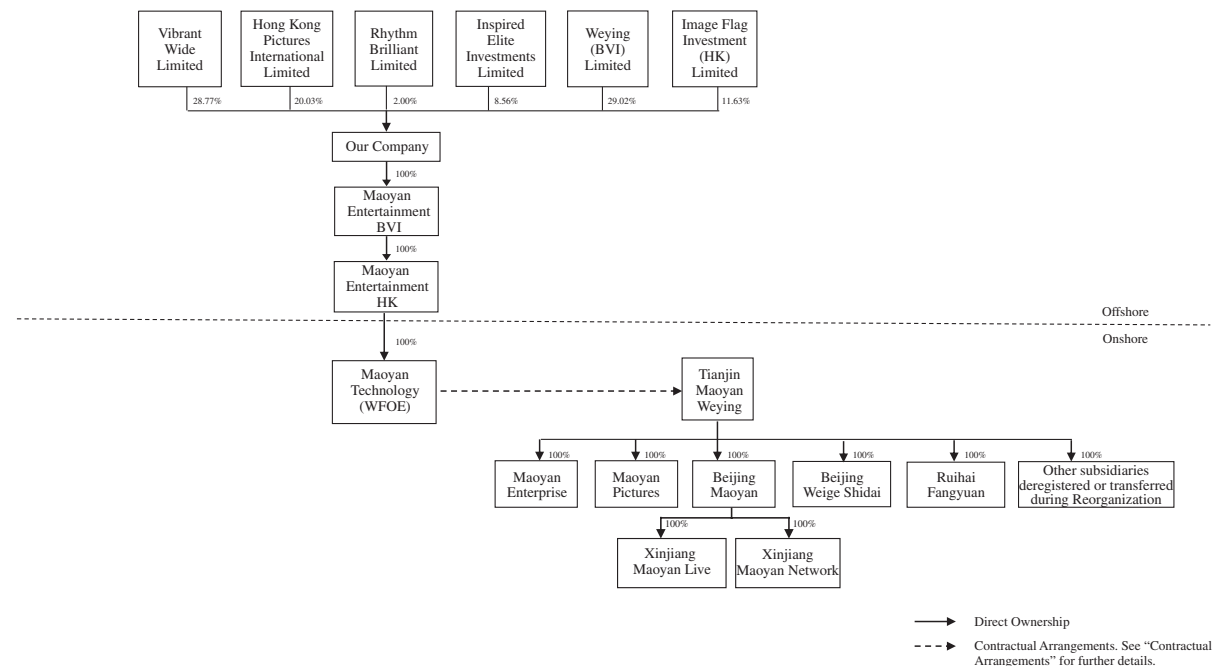 Vibrant
Wide
Limited
Hong Kong
Pictures
International
Limited
Rhythm
Brilliant
Limited
Inspired
Elite
Investments
Limited
Weying
(BVI)
Limited
Image Flag
Investment
(HK)
Limited
28.77%
20.03%
2.00%
8.56%
29.02%
11.63%
Our Company
100%
Maoyan
Entertainment
BVI
100%
Maoyan
Entertainment
HK
Offshore
Onshore
100%
Maoyan
Technology
(WFOE)
Tianjin
Maoyan
Weying
100%
100%
100%
100%
100%
100%
Maoyan
Enterprise
Maoyan
Pictures
Beijing
Maoyan
Beijing
Weige Shidai
Ruihai
Fangyuan
Other subsidiaries
deregistered or transferred
during Reorganization
100%
100%
Xinjiang
Maoyan Live
Xinjiang
Maoyan Network
Direct Ownership
Contractual Arrangements. See “Contractual
Arrangements” for further details.